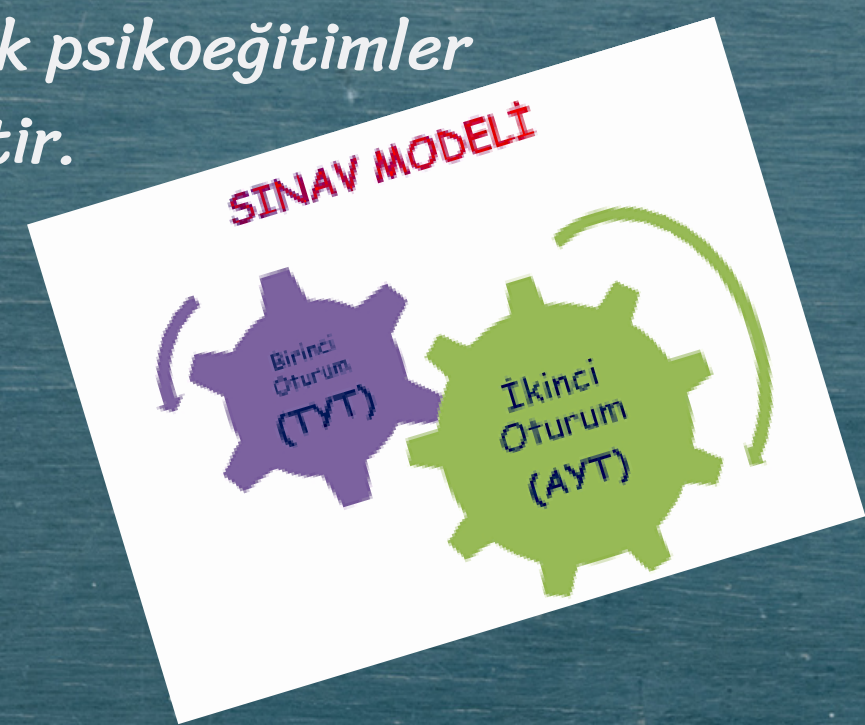 k psikoeğitimler
tir.
SINAV MODELİ
Birinci
Oturum
(TYT)
İkinci
Oturum
(AYT)